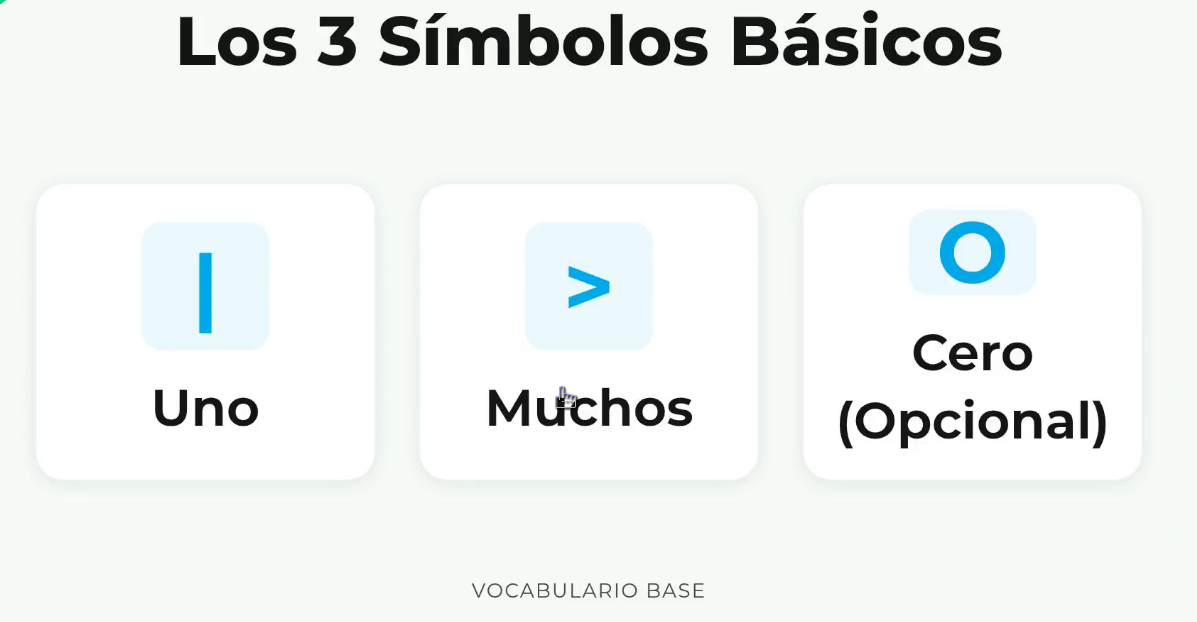 Los 3 Símbolos Básicos
|
Uno
>
Muchos
O
Cero
(Opcional)
VOCABULARIO BASE